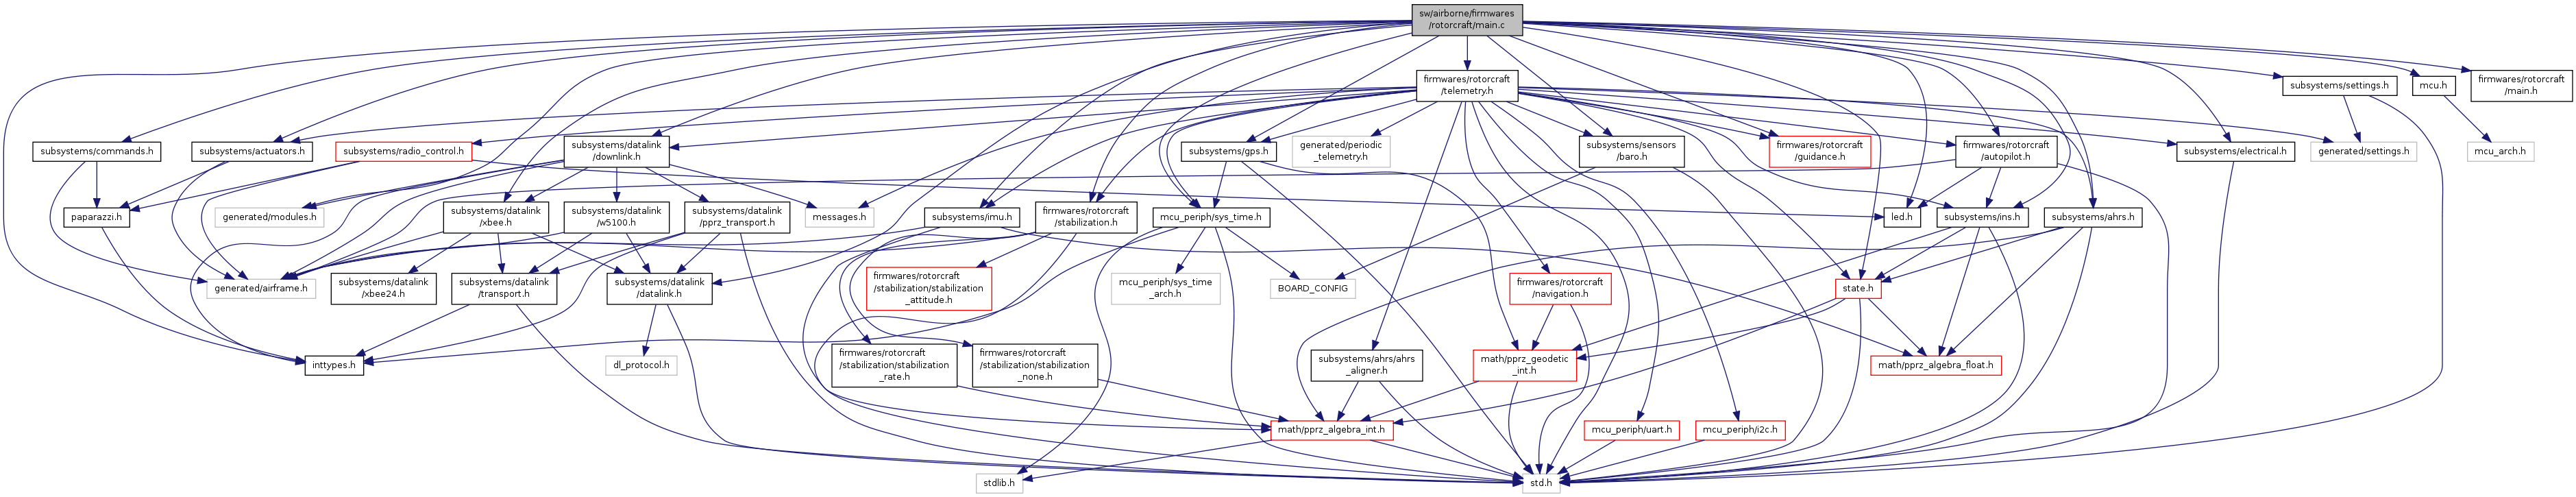 sw/airborne/firmwares
/rotorcraft/main.c
firmwares/rotorcraft
/telemetry.h
subsystems/settings.h
mcu.h
firmwares/rotorcraft
/main.h
subsystems/commands.h
subsystems/actuators.h
subsystems/radio_control.h
subsystems/datalink
/downlink.h
subsystems/gps.h
generated/periodic
_telemetry.h
subsystems/sensors
/baro.h
firmwares/rotorcraft
/guidance.h
firmwares/rotorcraft
/autopilot.h
subsystems/electrical.h
generated/settings.h
mcu_arch.h
paparazzi.h
generated/modules.h
subsystems/datalink
/xbee.h
subsystems/datalink
/w5100.h
subsystems/datalink
/pprz_transport.h
messages.h
subsystems/imu.h
firmwares/rotorcraft
/stabilization.h
mcu_periph/sys_time.h
led.h
subsystems/ins.h
subsystems/ahrs.h
generated/airframe.h
subsystems/datalink
/xbee24.h
subsystems/datalink
/transport.h
subsystems/datalink
/datalink.h
firmwares/rotorcraft
/stabilization/stabilization
_attitude.h
mcu_periph/sys_time
_arch.h
BOARD_CONFIG
firmwares/rotorcraft
/navigation.h
state.h
inttypes.h
dl_protocol.h
firmwares/rotorcraft
/stabilization/stabilization
_rate.h
firmwares/rotorcraft
/stabilization/stabilization
_none.h
subsystems/ahrs/ahrs
_aligner.h
math/pprz_geodetic
_int.h
math/pprz_algebra_float.h
math/pprz_algebra_int.h
mcu_periph/uart.h
mcu_periph/i2c.h
stdlib.h
std.h